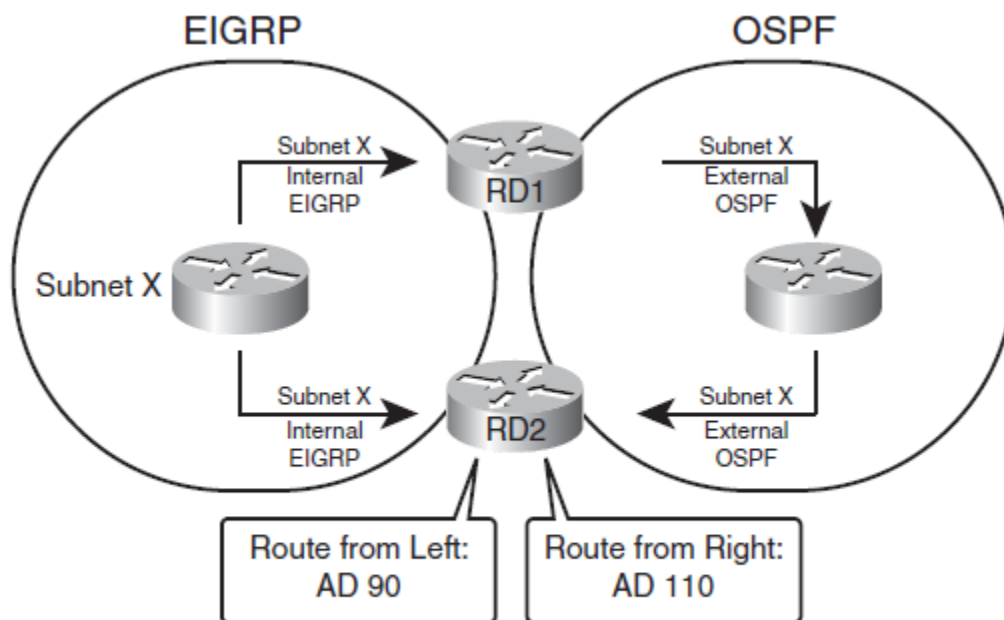 EIGRP
OSPF
Subnet X
Internal
EIGRP
RD1
Subnet X
External
OSPF
Subnet X
Subnet X
Internal
EIGRP
RD2
Subnet X
External
OSPF
Route from Left:
AD 90
Route from Right:
AD 110